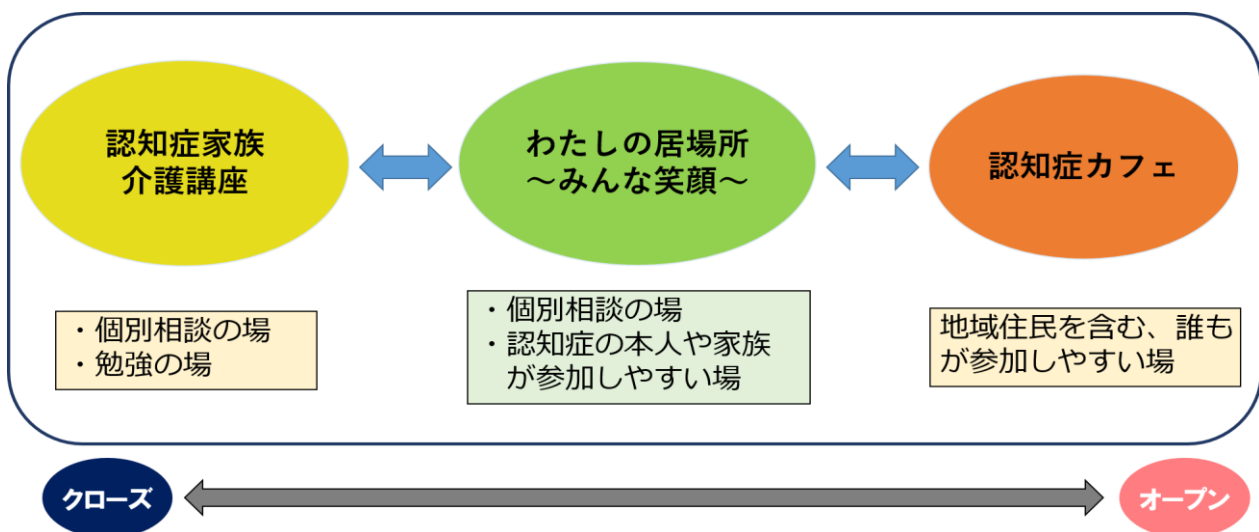 認知症家族
介護講座
わたしの居場所
～みんな笑顔～
認知症カフェ
・個別相談の場
・勉強の場
・個別相談の場
・認知症の本人や家族
が参加しやすい場
地域住民を含む、誰も
が参加しやすい場
クローズ
オープン